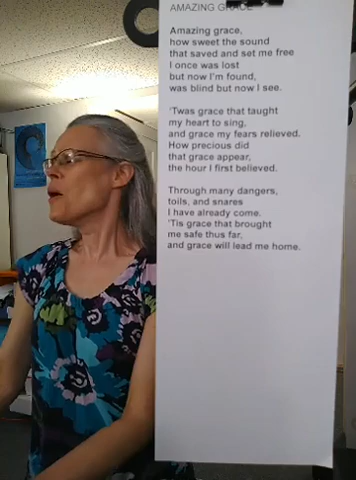 AMAZING GRACE
Amazing grace,
how sweet the sound
that saved and set me free
I once was lost
but now I'm found,
was blind but now I see.
'Twas grace that taught
my heart to sing,
and grace my fears relieved.
How precious did
that grace appear,
the hour I first believed.
Through many dangers,
toils, and snares
I have already come.
'Tis grace that brought
me safe thus far,
and grace will lead me home.